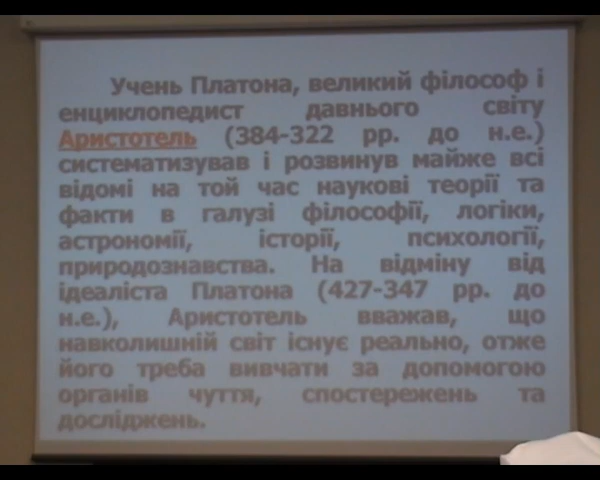 Учень Платона, великий філософ і
енциклопедист давнього світу
Аристотель (384-322 рр. до н.е.)
систематизував і розвинув майже всі
відомі на той час наукові теорії та
факти в галузі філософії, логіки,
астрономії, історії, психології,
природознавства. На відміну від
ідеаліста Платона (427-347 рр. до
н.е.), Аристотель вважав, що
навколишній світ існує реально, отже
його треба вивчати за допомогою
органів чуття, спостережень та
досліджень.